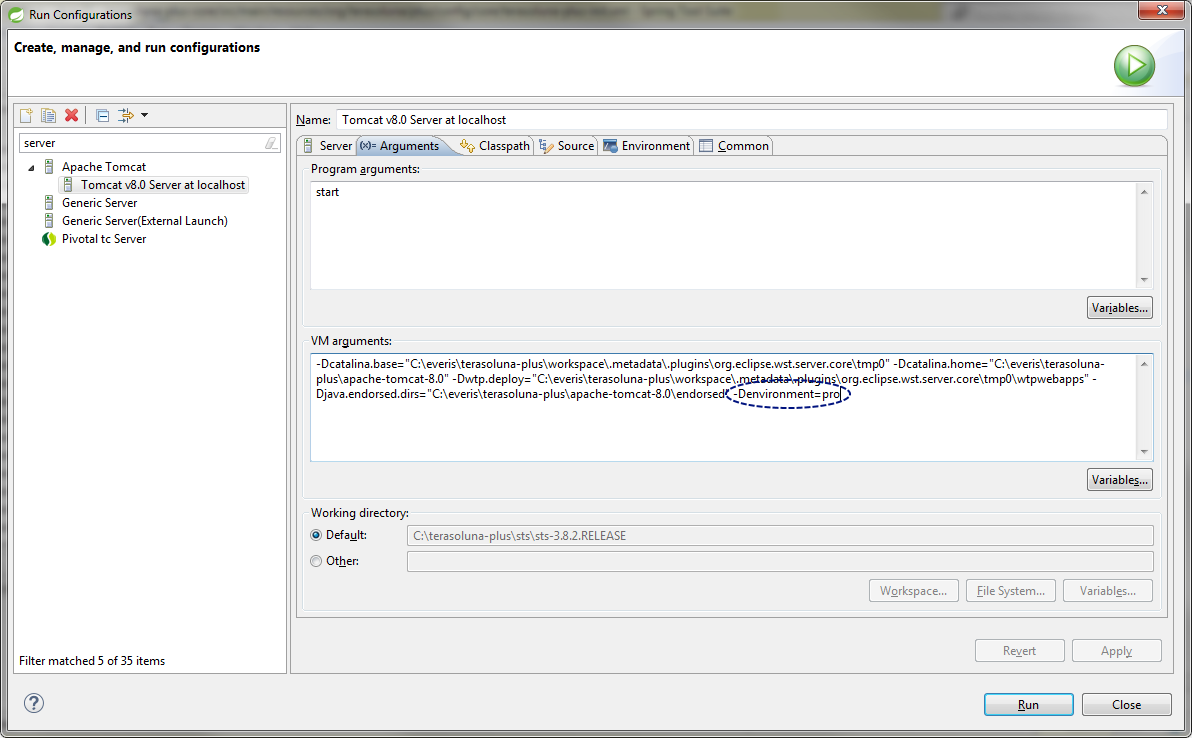 Run Configurations
Create, manage, and run configurations
server
Apache Tomcat
Tomcat v8.0 Server at localhost
Generic Server
Generic Server(External Launch)
Pivotal tc Server
Filter matched 5 of 35 items
Name: Tomcat v8.0 Server at localhost
Server (x)= Arguments Classpath Source Environment Common
Program arguments:
start
Variables...
VM arguments:
-Dcatalina.base="C:\everis\terasoluna-plus\workspace\.metadata\.plugins\org.eclipse.wst.server.core\tmp0" -Dcatalina.home="C:\everis\terasoluna-
plus\apache-tomcat-8.0" -Dwtp.deploy="C:\everis\terasoluna-plus\workspace\.metadata\.plugins\org.eclipse.wst.server.core\tmp0\wtpwebapps" -
Djava.endorsed.dirs="C:\everis\terasoluna-plus\apache-tomcat-8.0\endorsed" -Denvironment=pro
Variables...
Working directory:
Default: C:\terasoluna-plus\sts\sts-3.8.2.RELEASE
Other:
Workspace... File System... Variables...
Revert Apply
Run Close